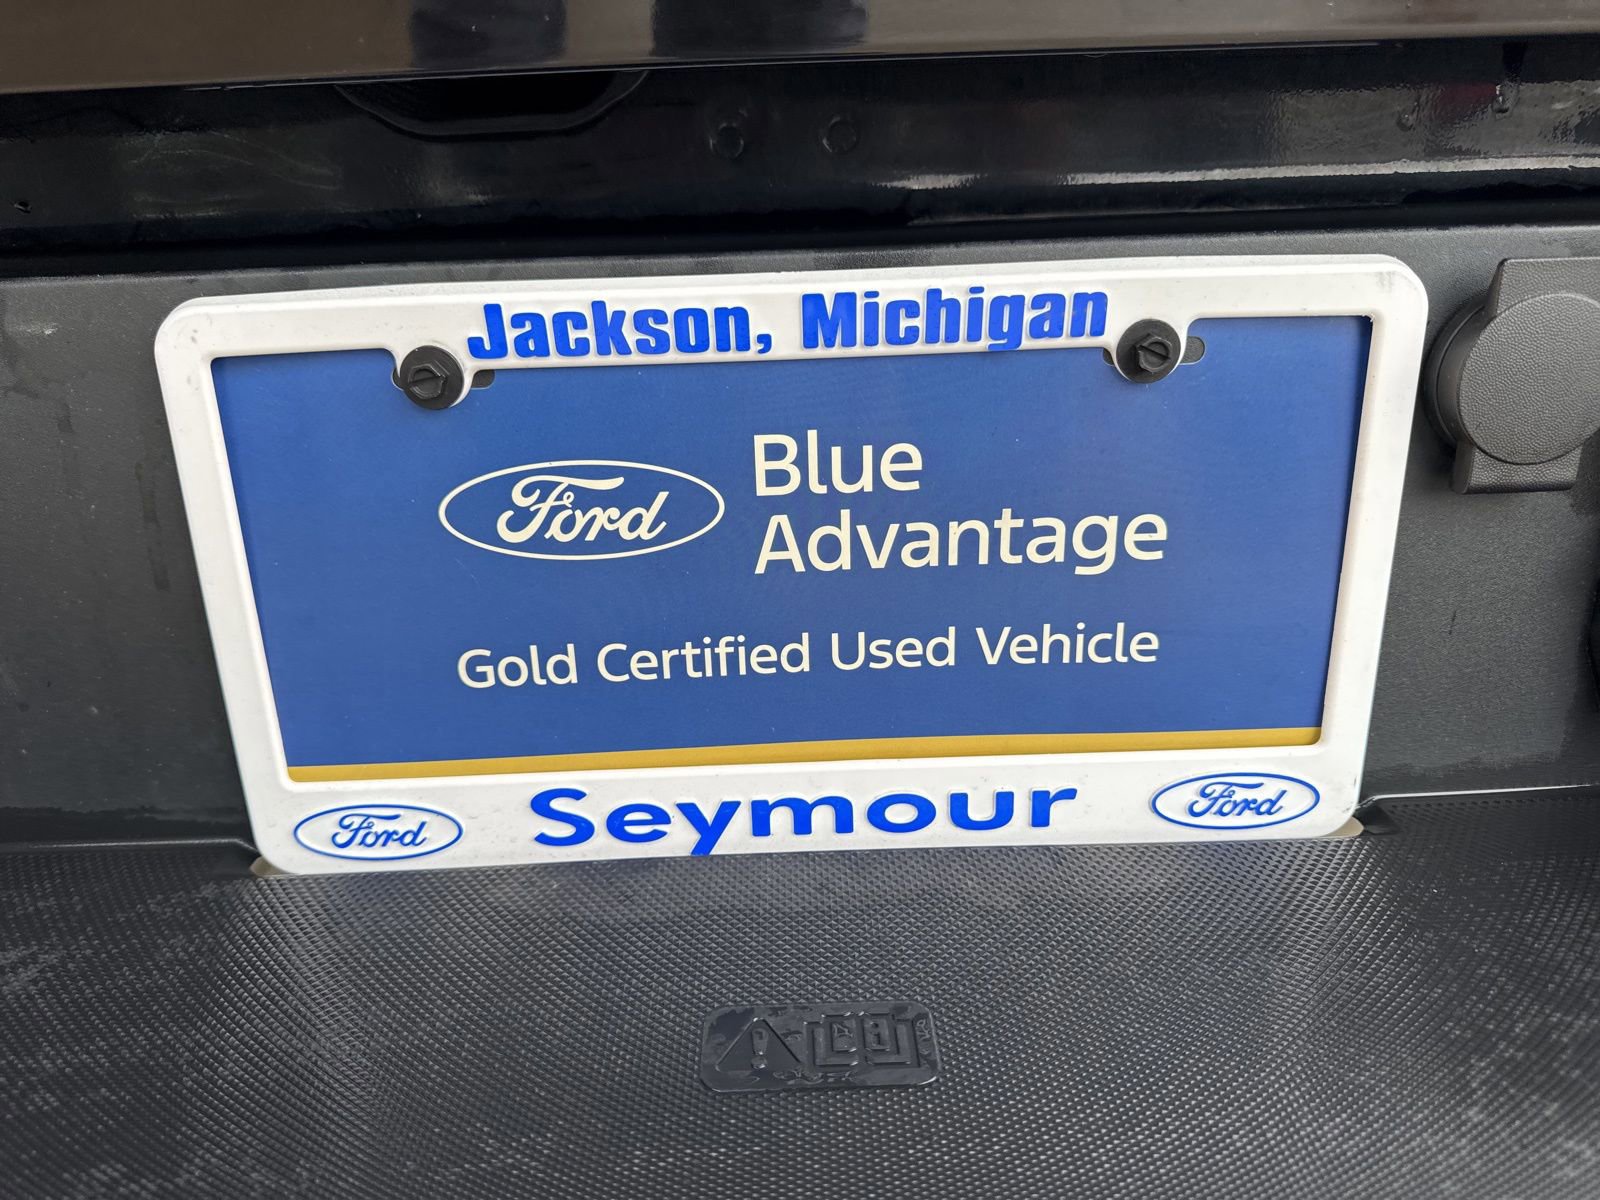 Jackson, Michigan
Ford
Blue
Advantage
Gold Certified Used Vehicle
Ford Seymour Ford